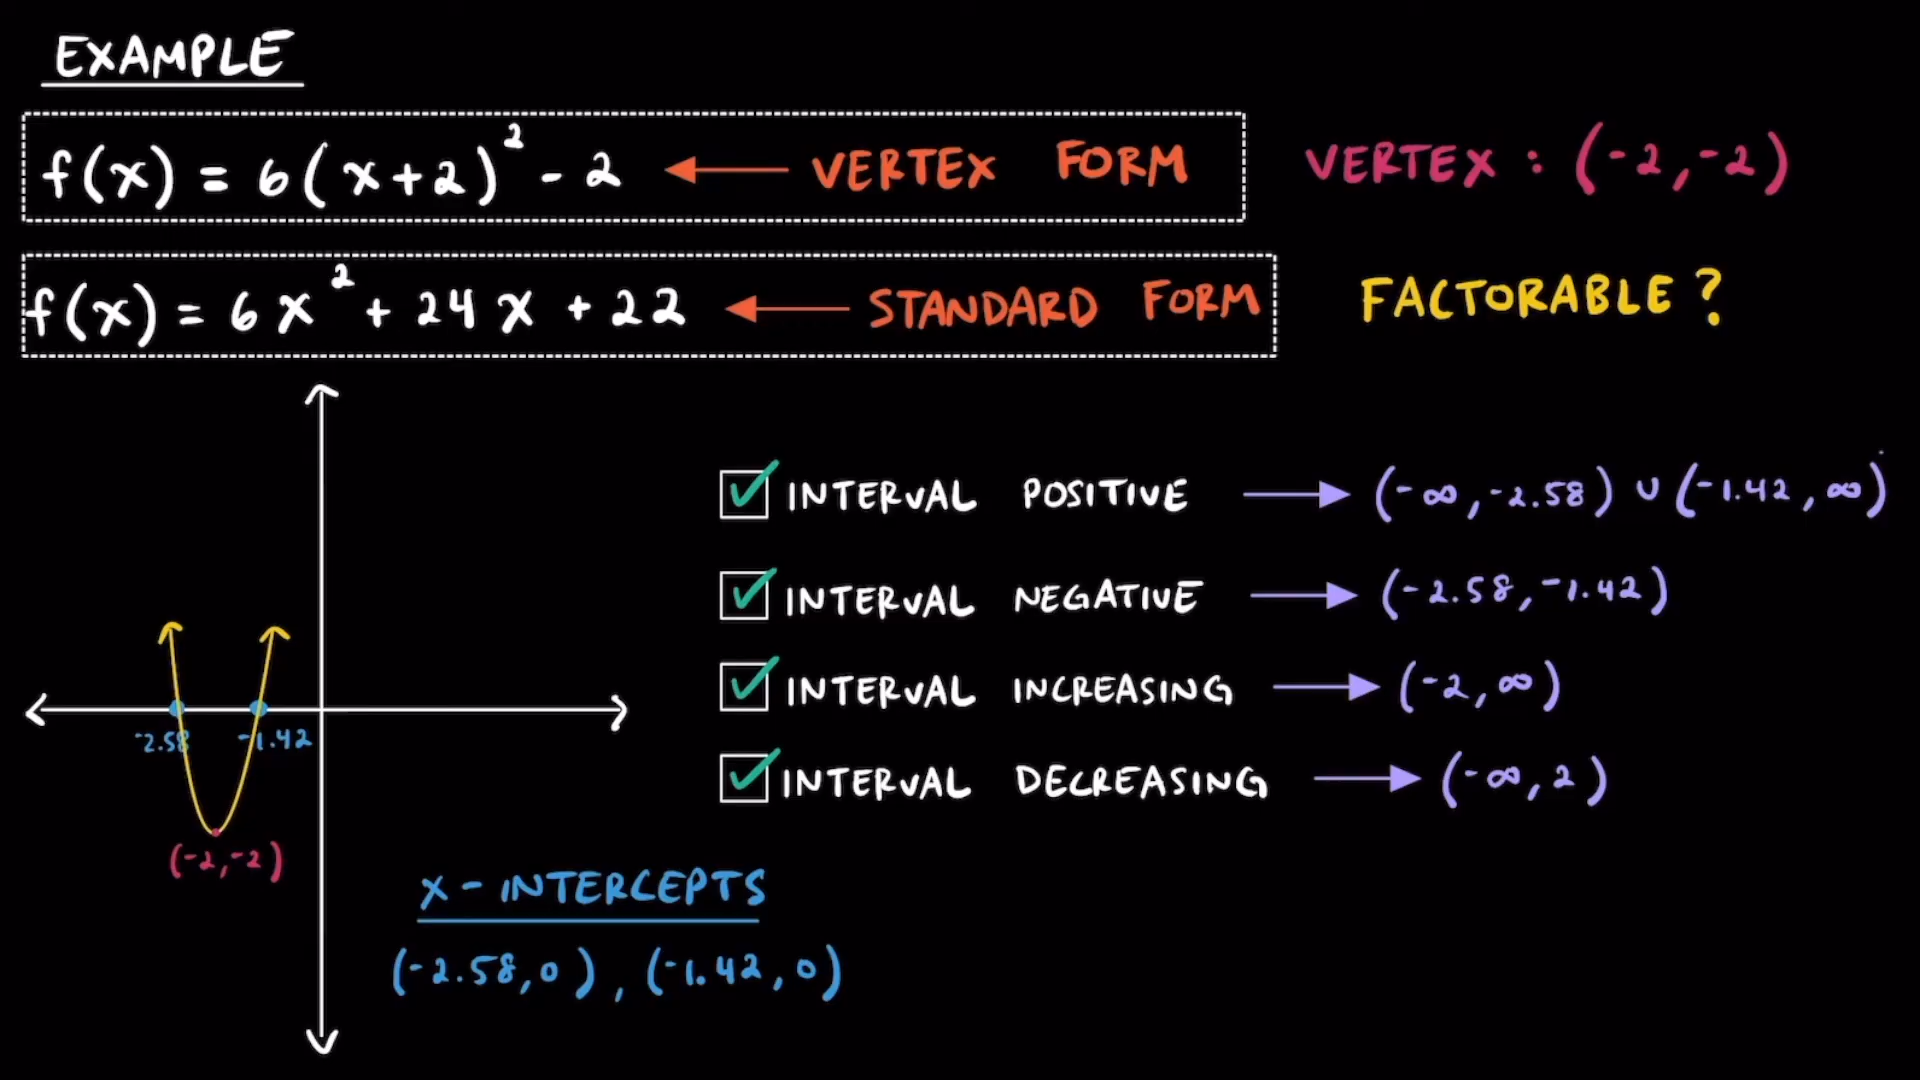 EXAMPLE
f(x) = 6(x+2)² - 2 ← VERTEX FORM
VERTEX : (-2,-2)
f(x) = 6x² + 24x + 22 ← STANDARD FORM
FACTORABLE?
INTERVAL POSITIVE → (-∞,-2.58) ∪ (-1.42,∞)
INTERVAL NEGATIVE → (-2.58,-1.42)
INTERVAL INCREASING → (-2,∞)
INTERVAL DECREASING → (-∞,2)
-2.58 -1.42
(-2,-2)
X-INTERCEPTS
(-2.58,0), (-1.42,0)